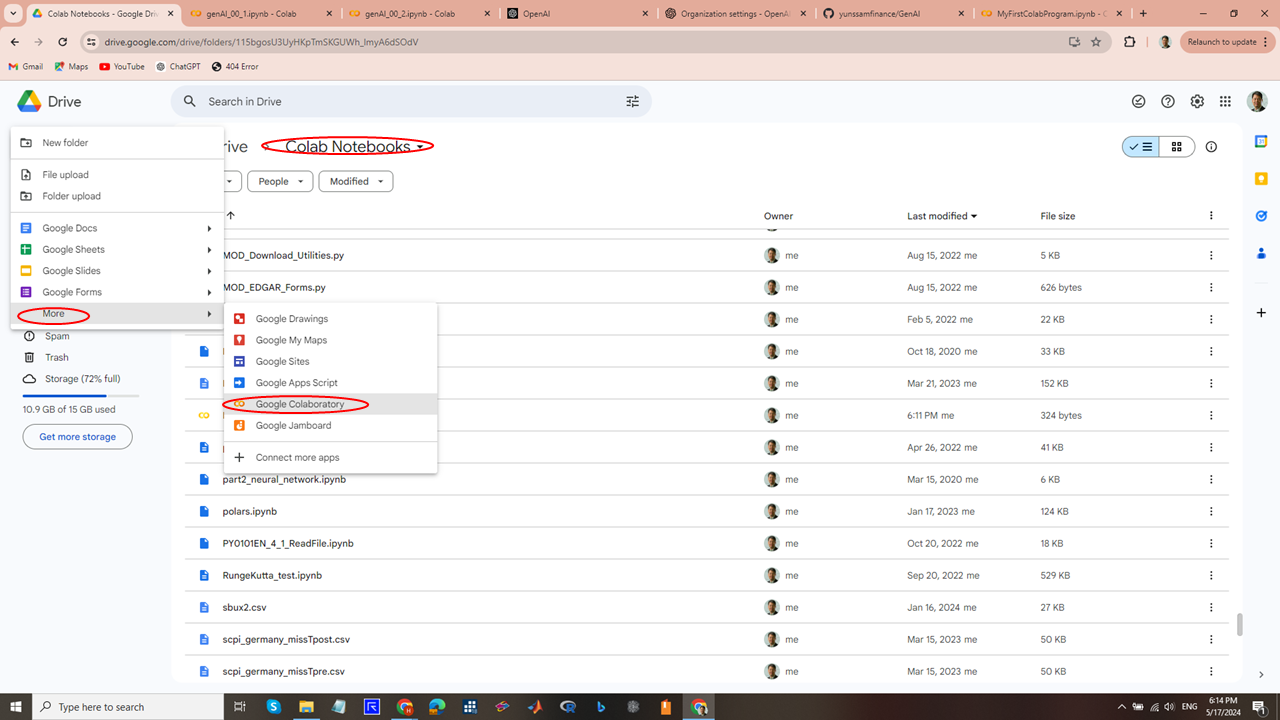 Colab Notebooks - Google Dri
genAI_00_1.ipynb - Colab
genAI_00_2.ipynb - Colab
OpenAI
Organization settings - OpenAI
yunssamfinance/GenAI
MyFirstColabProgram.ipynb - C
drive.google.com/drive/folders/115bgosU3UyHKpTmSKGUWh_lmyA6dSOdV
Relaunch to update
Gmail
Maps
YouTube
ChatGPT
404 Error
Drive
Search in Drive
New folder
File upload
Folder upload
Google Docs
Google Sheets
Google Slides
Google Forms
More
Spam
Trash
Storage (72% full)
10.9 GB of 15 GB used
Get more storage
rive > Colab Notebooks
People
Modified
Owner Last modified File size
MOD_Download_Utilities.py me Aug 15, 2022 me 5 KB
MOD_EDGAR_Forms.py me Aug 15, 2022 me 626 bytes
me Feb 5, 2022 me 22 KB
me Oct 18, 2020 me 33 KB
me Mar 21, 2023 me 152 KB
me 6:11 PM me 324 bytes
me Apr 26, 2022 me 41 KB
Google Drawings
Google My Maps
Google Sites
Google Apps Script
Google Colaboratory
Google Jamboard
Connect more apps
part2_neural_network.ipynb me Mar 15, 2020 me 6 KB
polars.ipynb me Jan 17, 2023 me 124 KB
PY0101EN_4_1_ReadFile.ipynb me Oct 20, 2022 me 18 KB
RungeKutta_test.ipynb me Sep 20, 2022 me 529 KB
sbux2.csv me Jan 16, 2024 me 27 KB
scpi_germany_missTpost.csv me Mar 15, 2023 me 50 KB
scpi_germany_missTpre.csv me Mar 15, 2023 me 50 KB
Type here to search
ENG
6:14 PM
5/17/2024